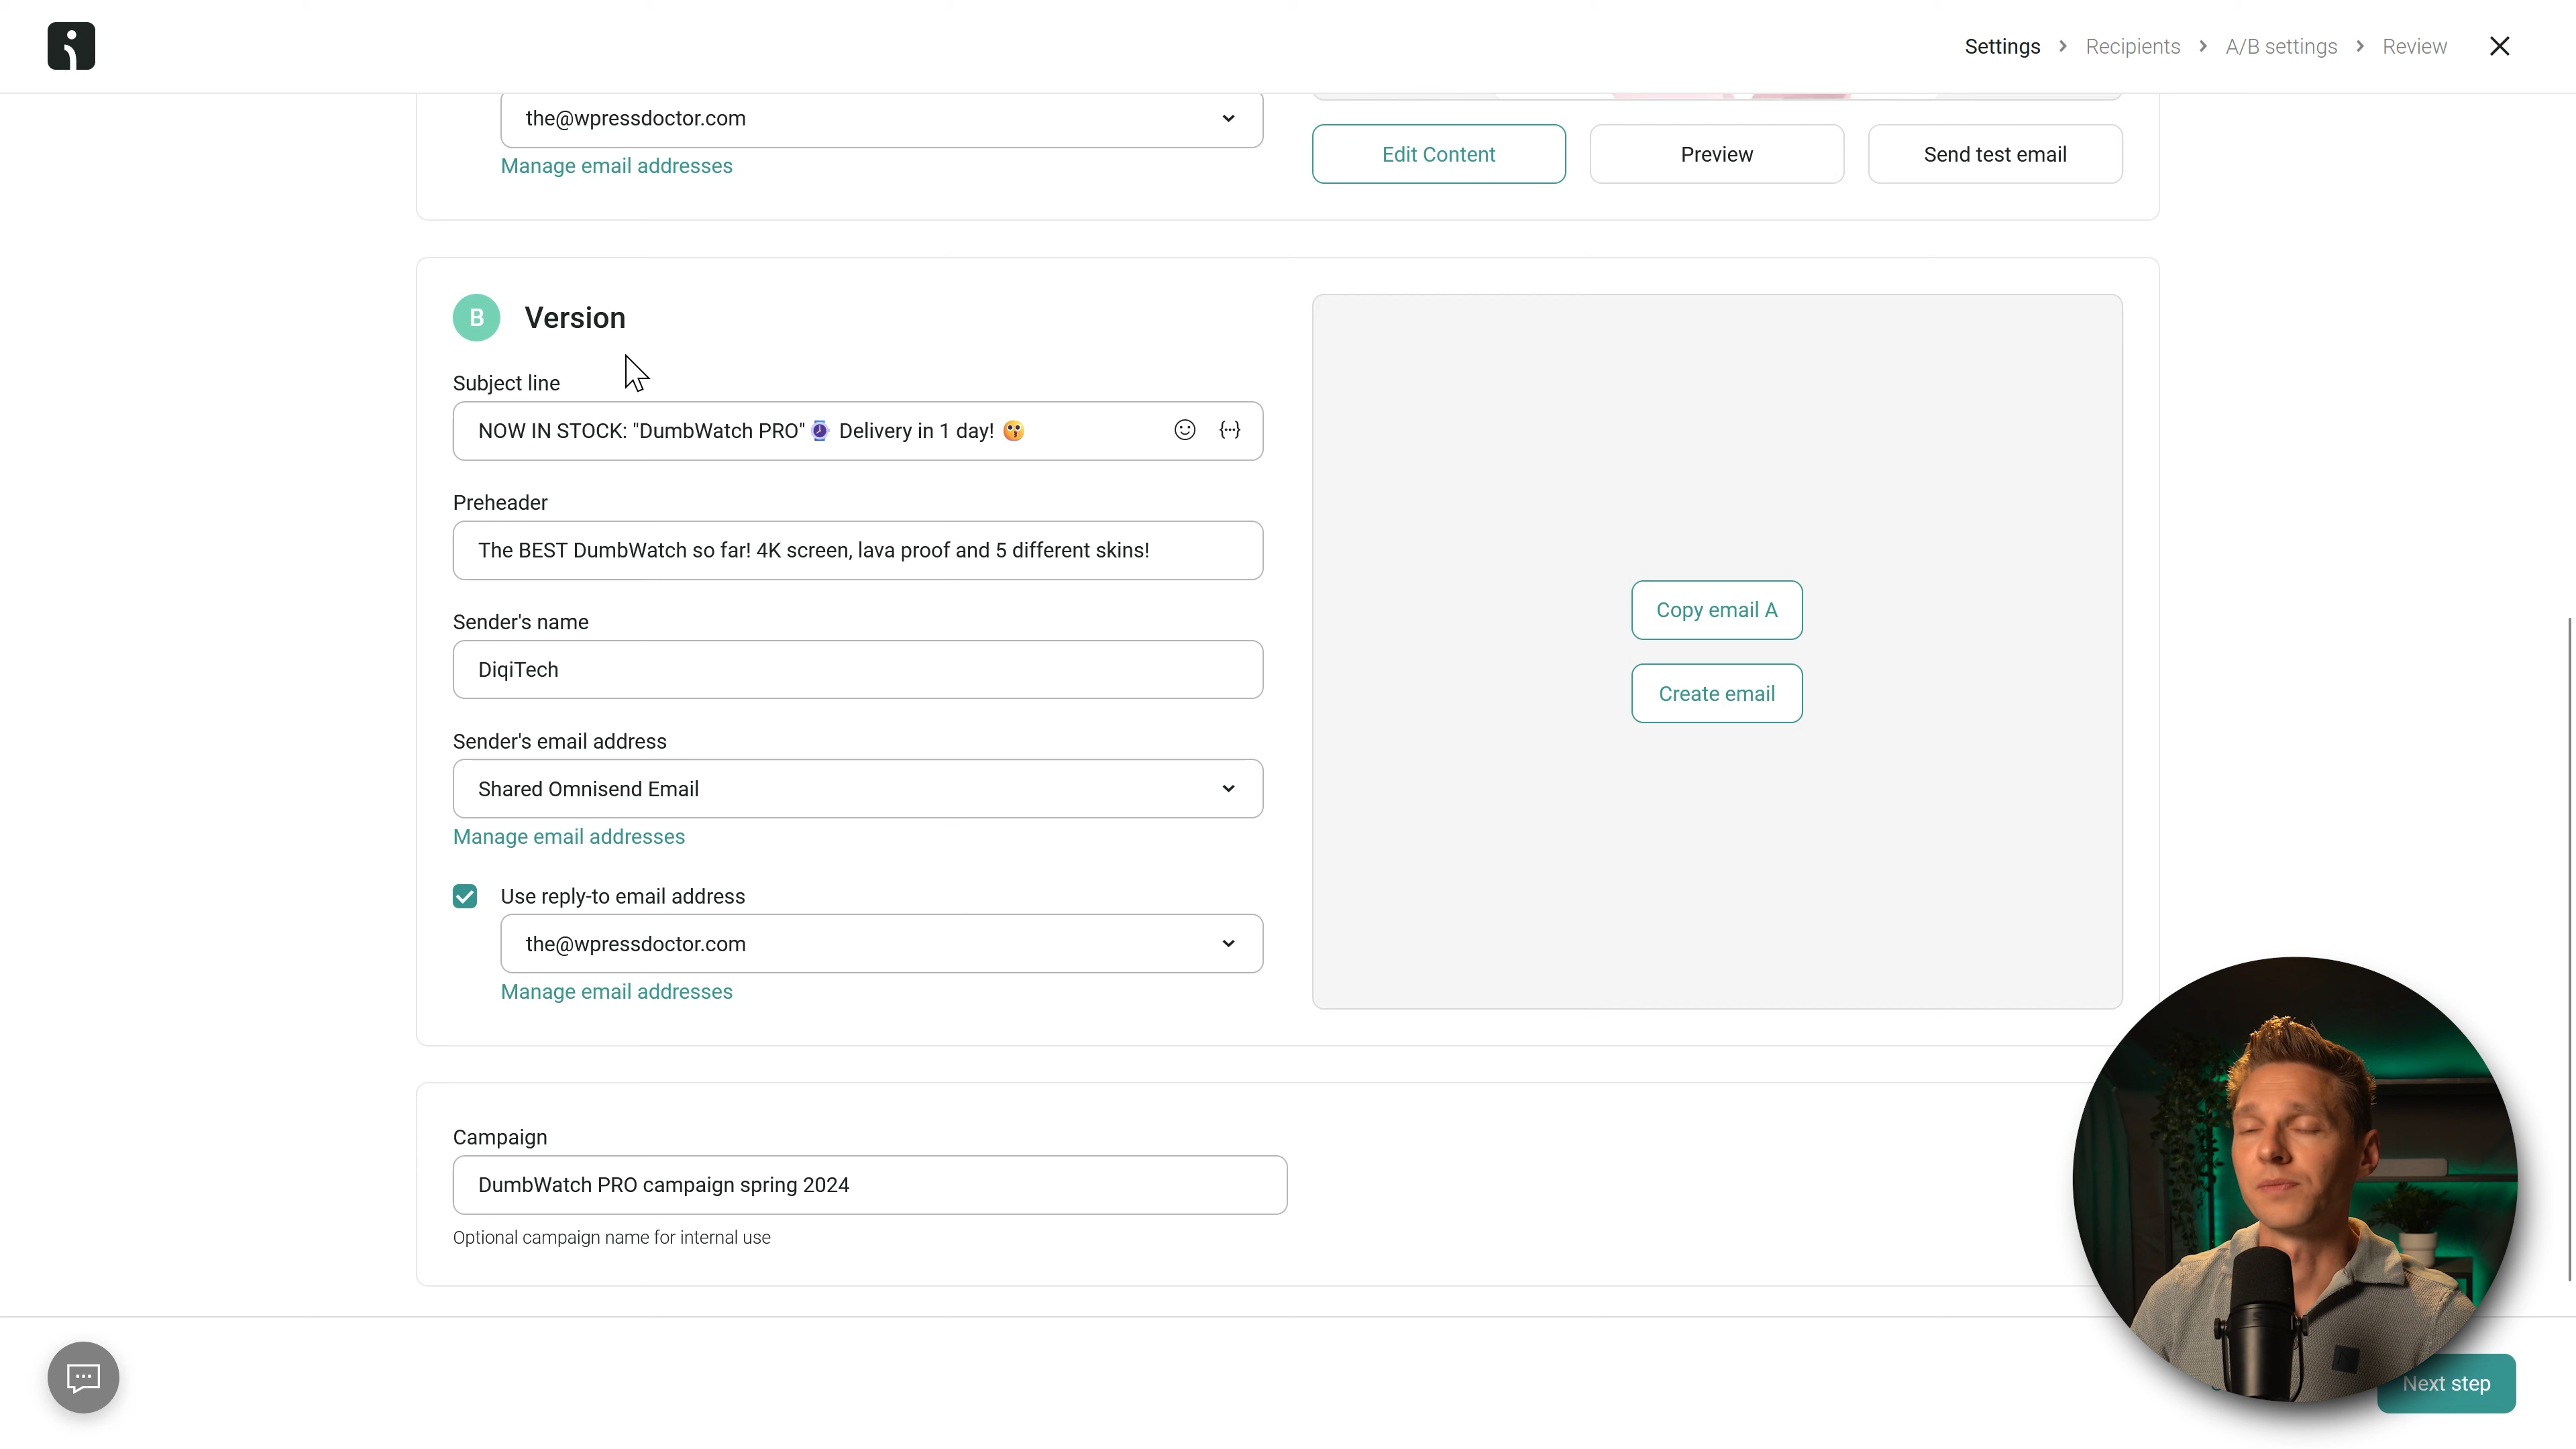 Settings > Recipients > A/B settings > Review
the@wpressdoctor.com
Manage email addresses
Edit Content
Preview
Send test email
B Version
Subject line
NOW IN STOCK: "DumbWatch PRO"⌚ Delivery in 1 day! 🫢
Preheader
The BEST DumbWatch so far! 4K screen, lava proof and 5 different skins!
Sender's name
DiqiTech
Sender's email address
Shared Omnisend Email
Manage email addresses
Use reply-to email address
the@wpressdoctor.com
Manage email addresses
Copy email A
Create email
Campaign
DumbWatch PRO campaign spring 2024
Optional campaign name for internal use
Next step